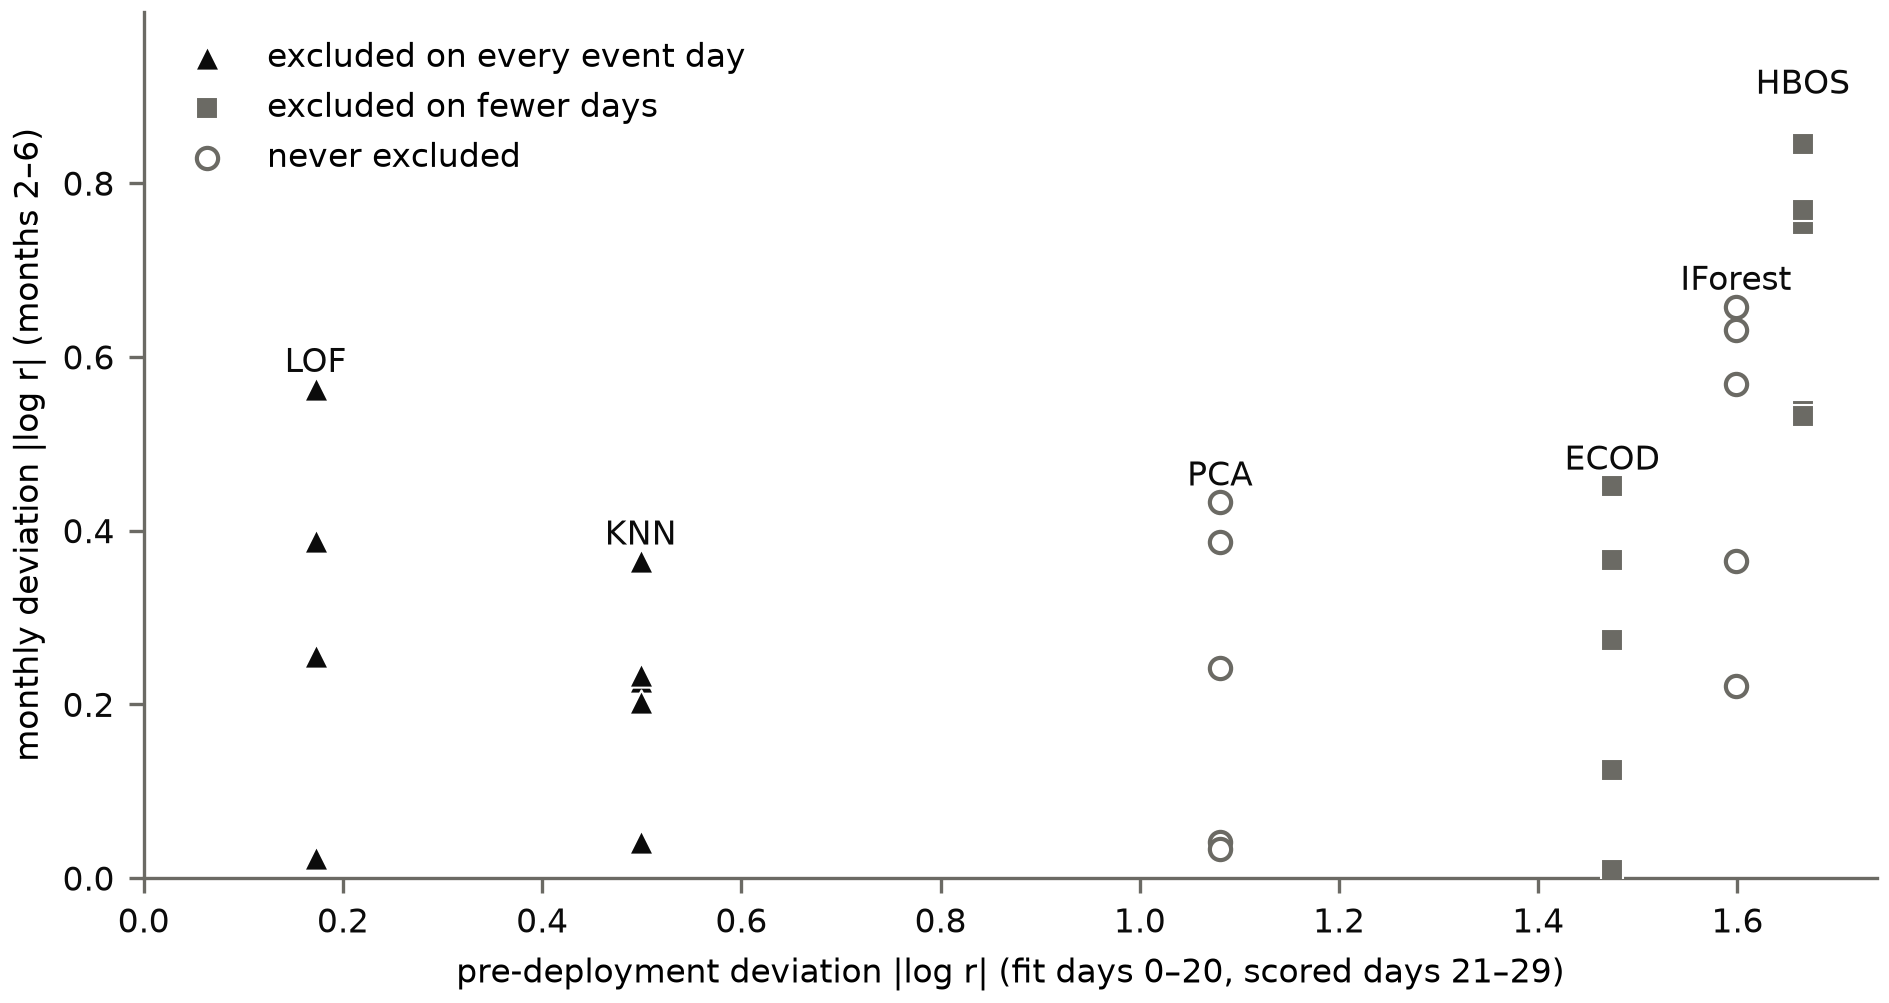 excluded on every event day
excluded on fewer days
never excluded
HBOS
IForest
LOF
ECOD
PCA
KNN
monthly deviation |log r| (months 2–6)
0.8
0.6
0.4
0.2
0.0
0.0 0.2 0.4 0.6 0.8 1.0 1.2 1.4 1.6
pre-deployment deviation |log r| (fit days 0–20, scored days 21–29)